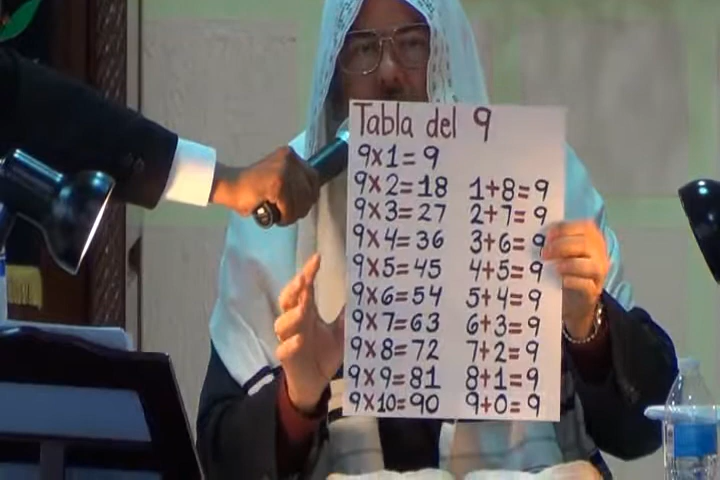 Tabla del 9
9x1=9
9x2=18 1+8=9
9x3=27 2+7=9
9x4=36 3+6=9
9x5=45 4+5=9
9x6=54 5+4=9
9x7=63 6+3=9
9x8=72 7+2=9
9x9=81 8+1=9
9x10=90 9+0=9